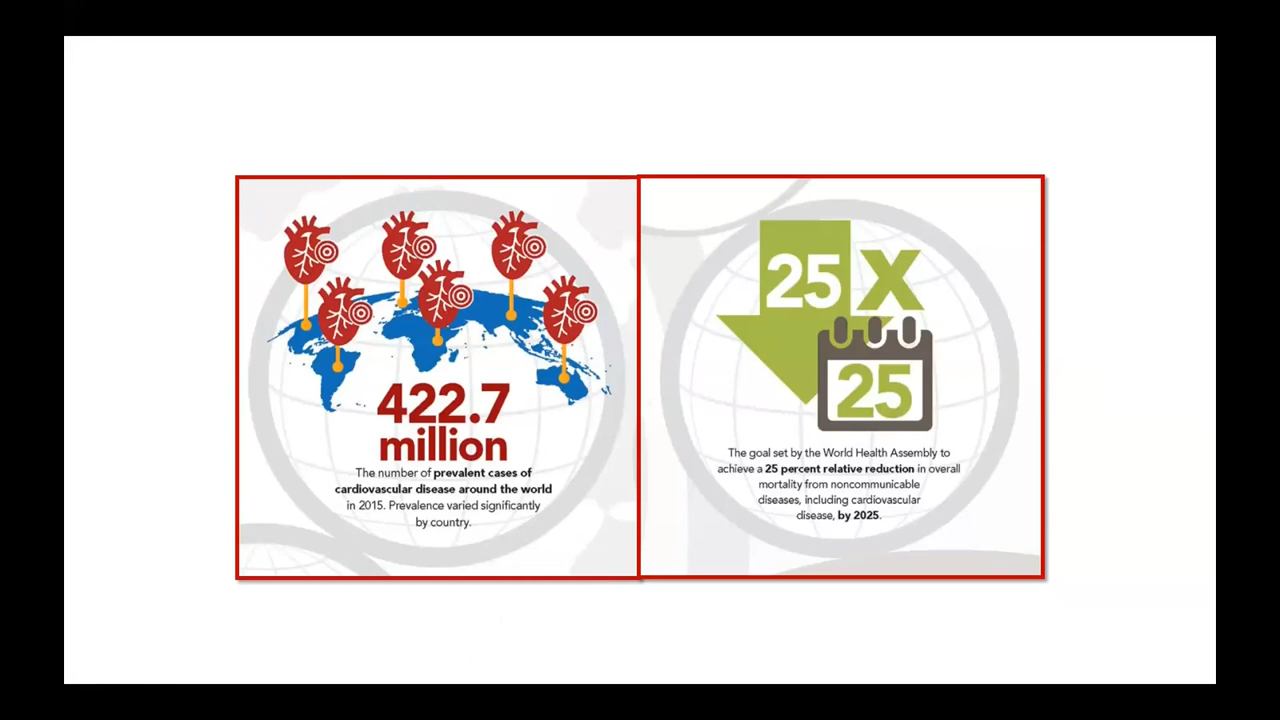 422.7
million
The number of prevalent cases of
cardiovascular disease around the world
in 2015. Prevalence varied significantly
by country.
25 X
25
The goal set by the World Health Assembly to
achieve a 25 percent relative reduction in overall
mortality from noncommunicable
diseases, including cardiovascular
disease, by 2025.